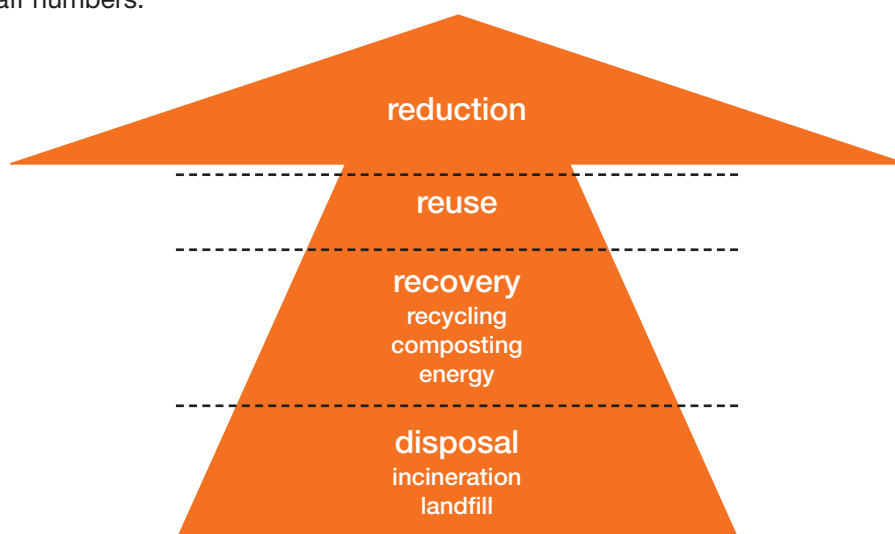 numbers.
reduction
reuse
recovery
recycling
composting
energy
disposal
incineration
landfill